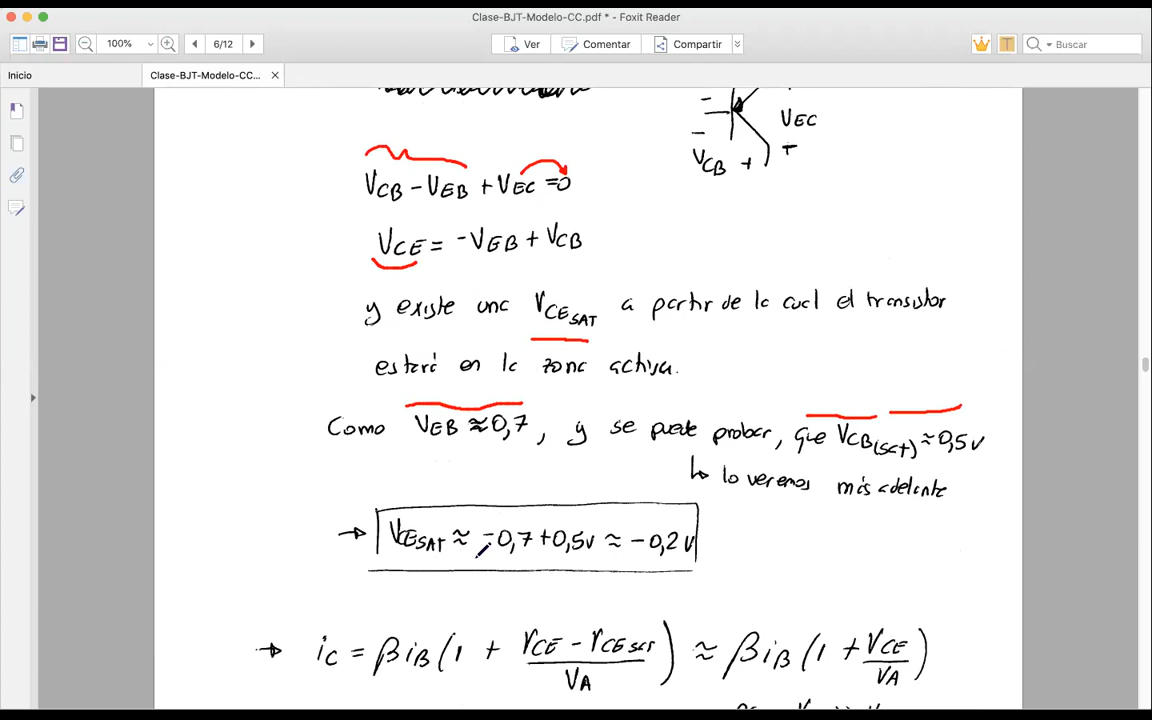 Clase-BJT-Modelo-CC.pdf * - Foxit Reader
100% 6/12 Ver Comentar Compartir Buscar
Inicio Clase-BJT-Modelo-CC...
VEC
+
VCB +
VCB - VEB + VEC = 0
VCE = -VEB + VCB
y existe una VCESAT a partir de la cual el transistor
estará en la zona activa.
Como VEB ≈ 0,7, y se puede probar, que VCB(sat) ≈ 0,5v
↳ lo veremos más adelante
→ VCESAT ≈ -0,7 + 0,5v ≈ -0,2v
→ iC = βiB(1 + (VCE - VCEsat)/VA) ≈ βiB(1 + VCE/VA)